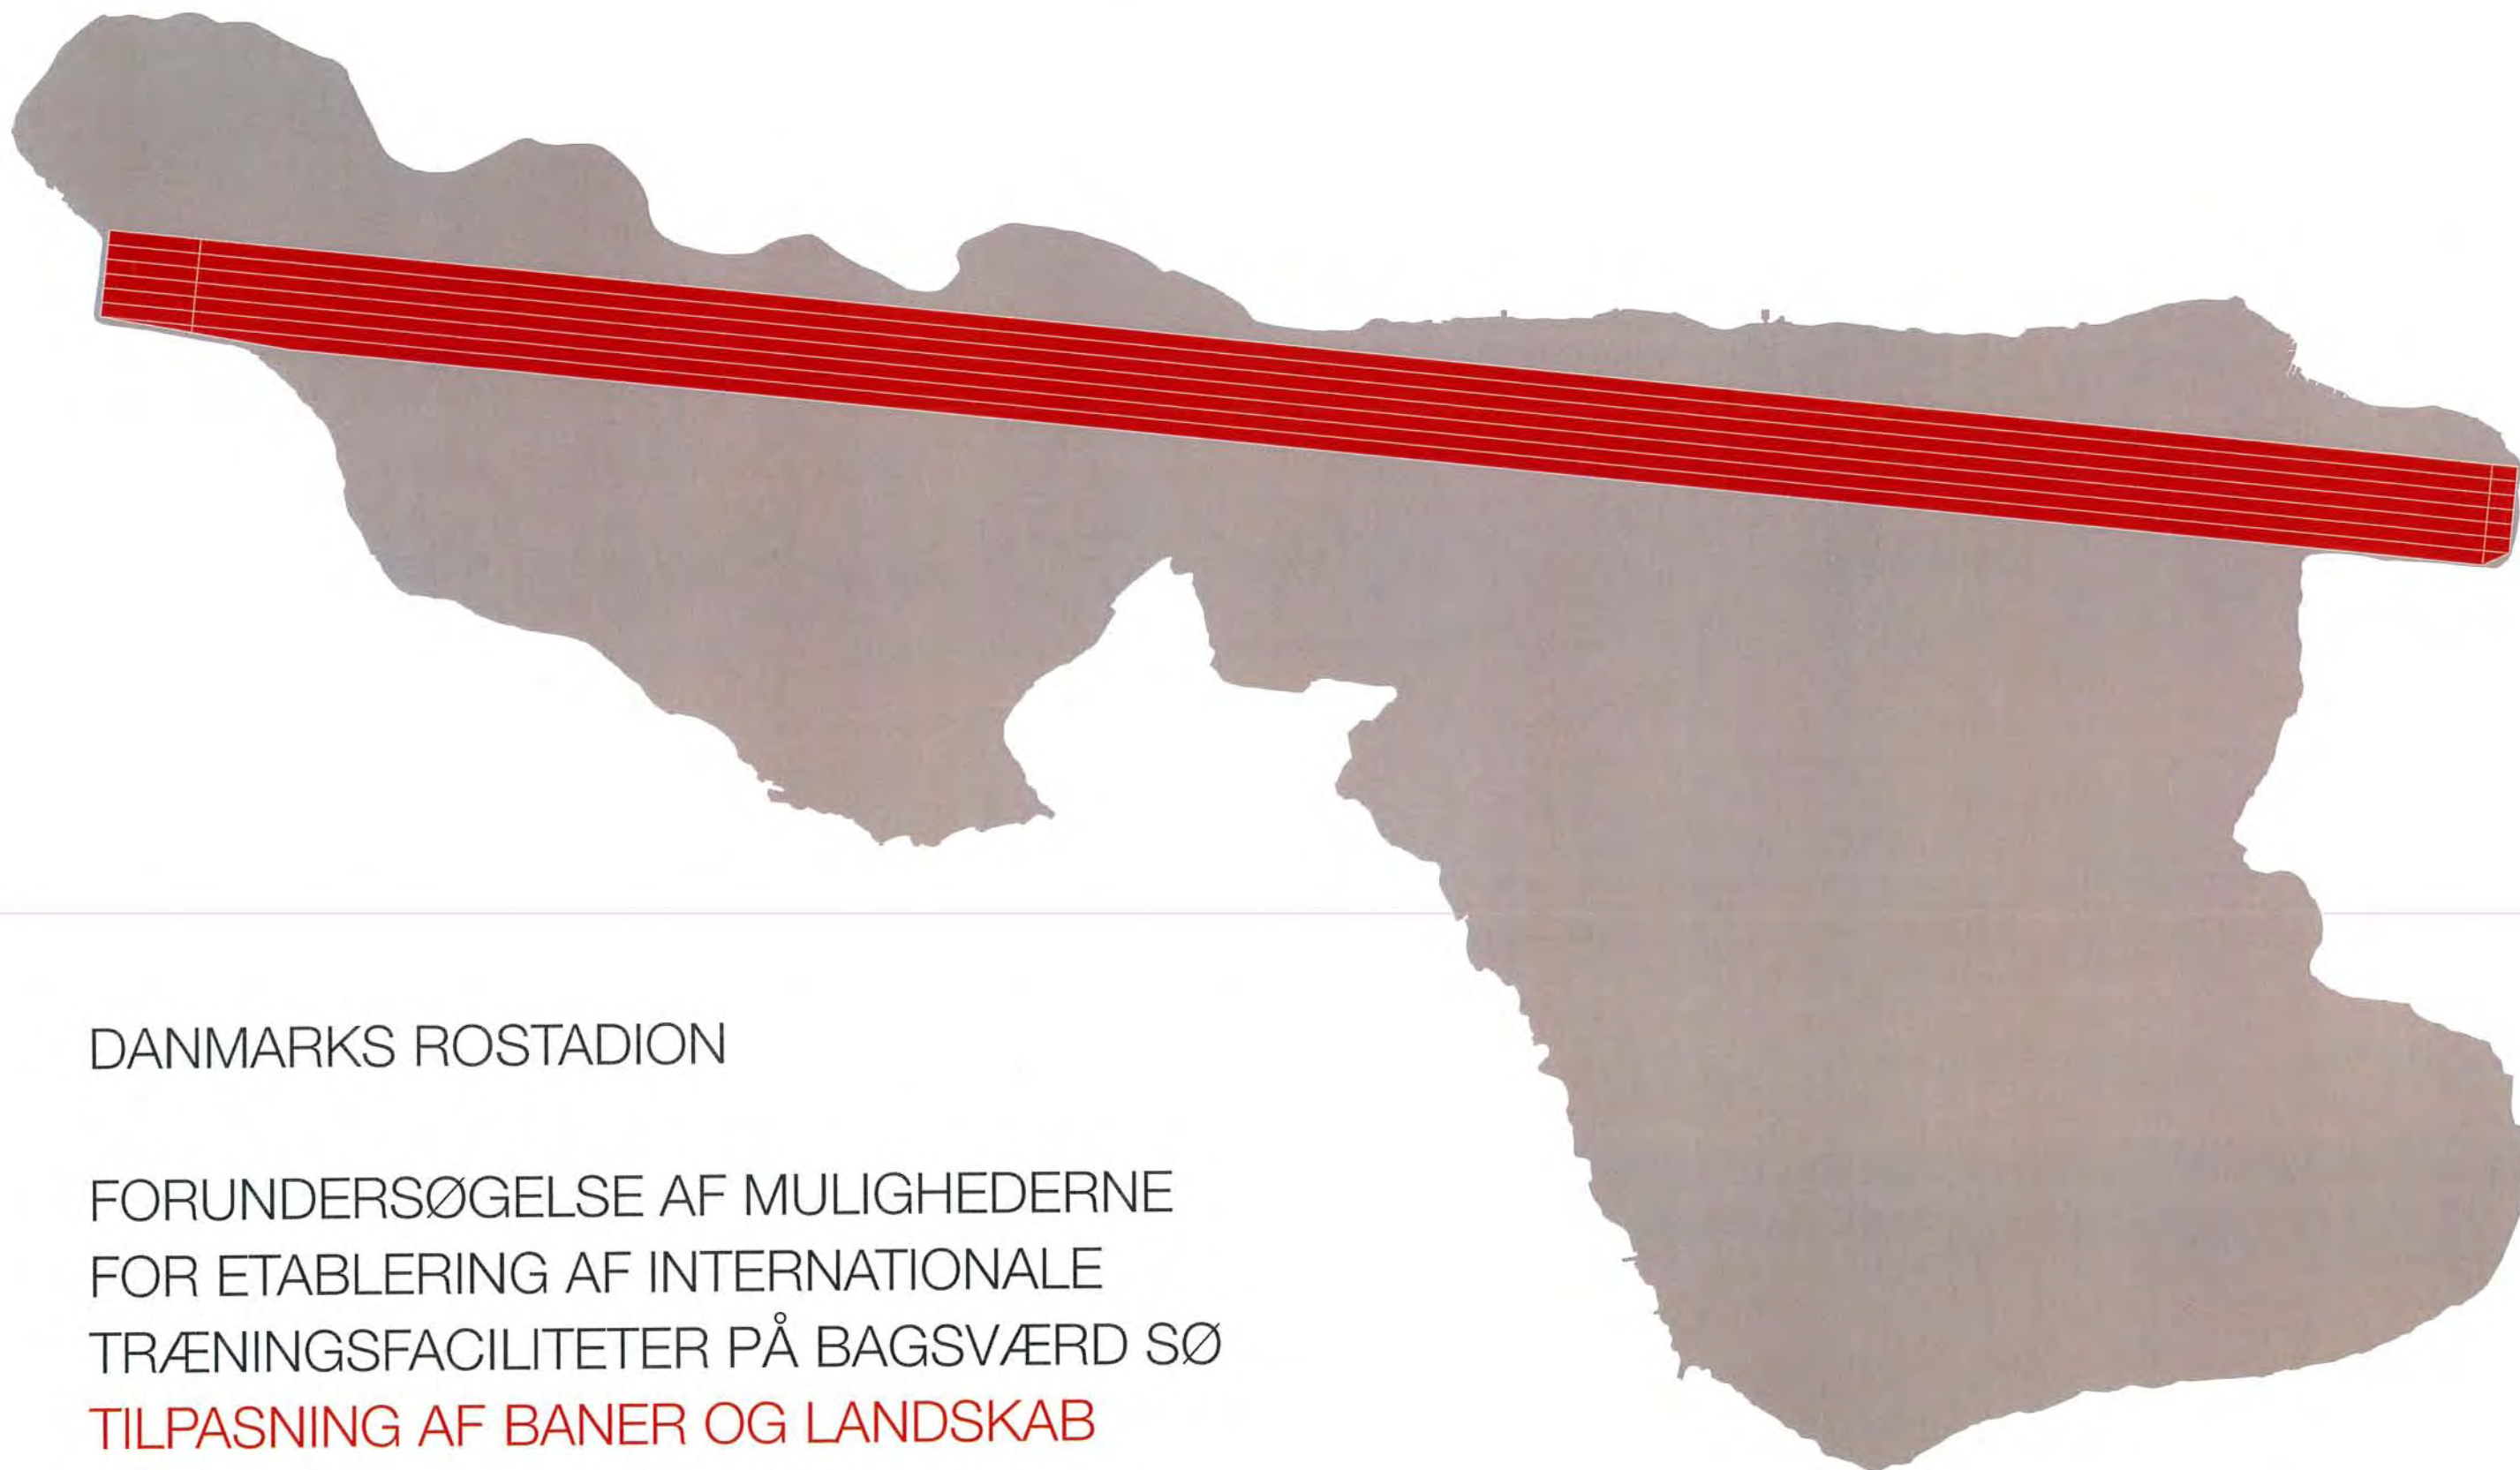 DANMARKS ROSTADION
FORUNDERSØGELSE AF MULIGHEDERNE
FOR ETABLERING AF INTERNATIONALE
TRÆNINGSFACILITETER PÅ BAGSVÆRD SØ
TILPASNING AF BANER OG LANDSKAB